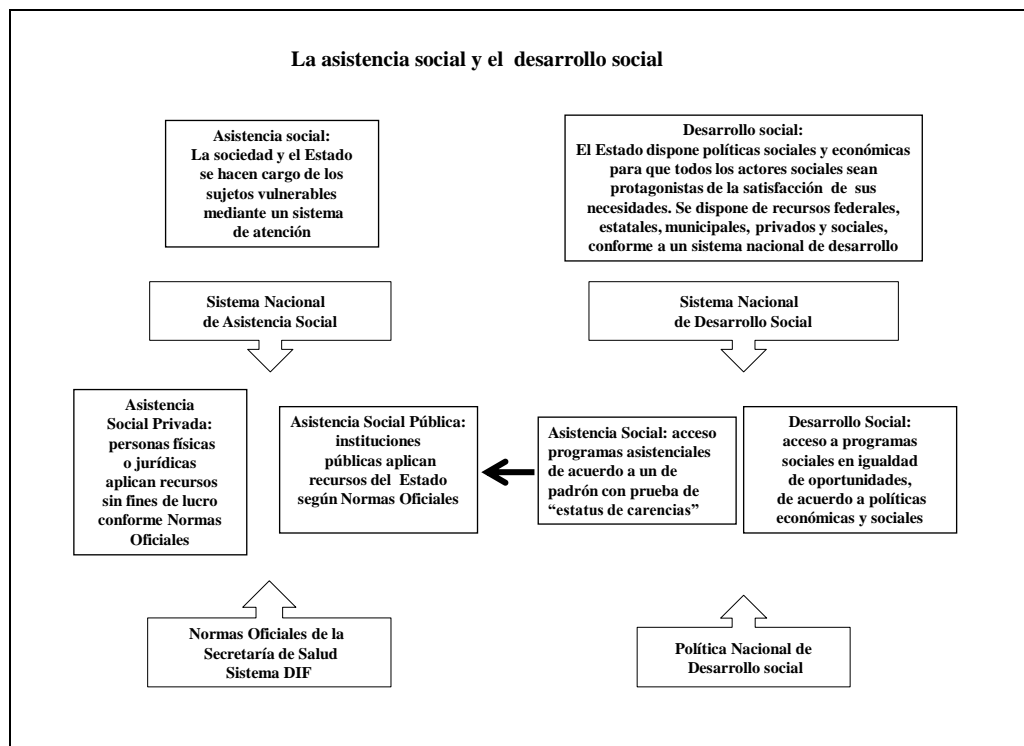 La asistencia social y el desarrollo social
Asistencia social:
La sociedad y el Estado
se hacen cargo de los
sujetos vulnerables
mediante un sistema
de atención
Desarrollo social:
El Estado dispone políticas sociales y económicas
para que todos los actores sociales sean
protagonistas de la satisfacción de sus
necesidades. Se dispone de recursos federales,
estatales, municipales, privados y sociales,
conforme a un sistema nacional de desarrollo
Sistema Nacional
de Asistencia Social
Sistema Nacional
de Desarrollo Social
Asistencia
Social Privada:
personas físicas
o jurídicas
aplican recursos
sin fines de lucro
conforme Normas
Oficiales
Asistencia Social Pública:
instituciones
públicas aplican
recursos del Estado
según Normas Oficiales
Asistencia Social: acceso
programas asistenciales
de acuerdo a un de
padrón con prueba de
“estatus de carencias”
Desarrollo Social:
acceso a programas
sociales en igualdad
de oportunidades,
de acuerdo a políticas
económicas y sociales
Normas Oficiales de la
Secretaría de Salud
Sistema DIF
Política Nacional de
Desarrollo social